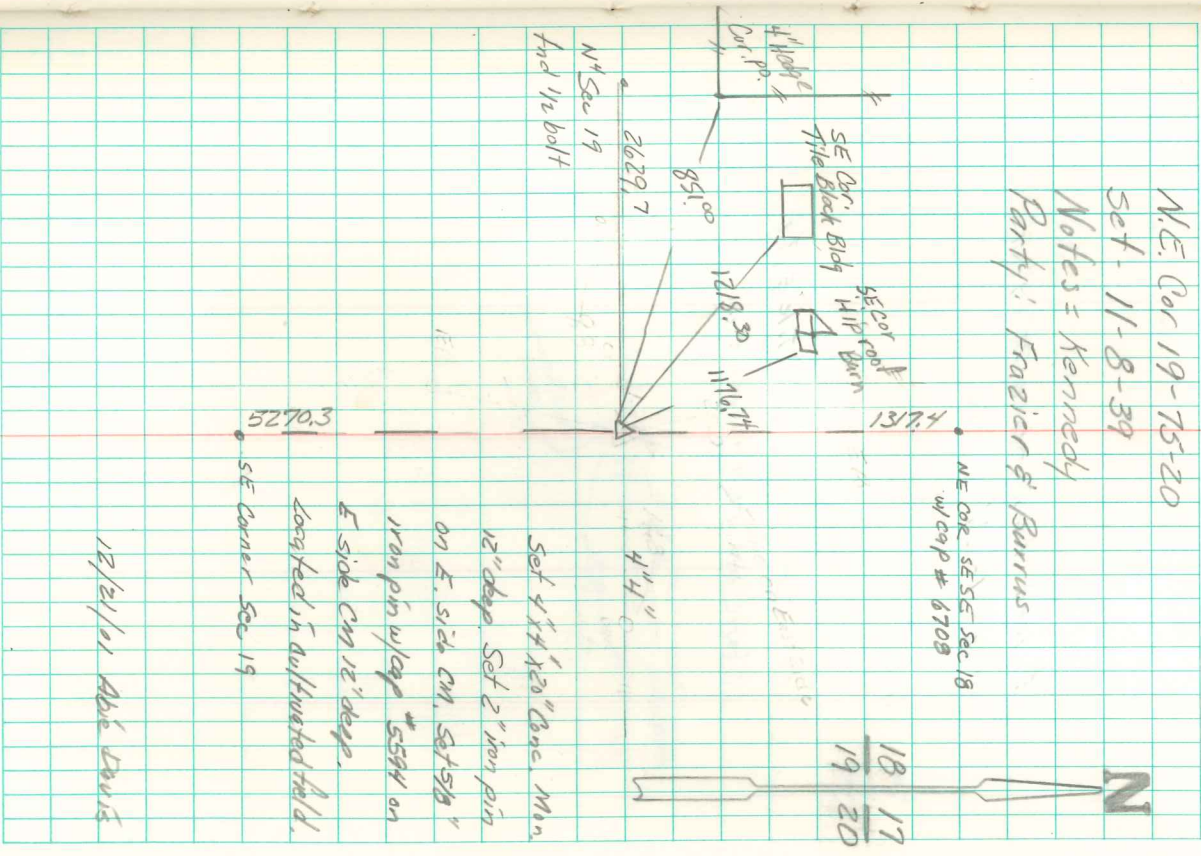 N.E. Cor 19-75-20
Set - 11-8-39
Notes = Kennedy
Party: Frazier & Burrus
N
18 17
19 20
NE COR SESE Sec 18
w/cap # 6708
1317.4
SE Cor
Hip roof
Barn
1176.74
SE Cor.
Tile Block Bldg
1218.30
4" Hedge
Cor. po.
851.00
2629.7
N¼ Sec 19
fnd 1/2 bolt
4"4"
Set 4"x4"x20" Conc. Mon.
12" deep. Set 2" iron pin
on E. side CM. Set 5/8"
iron pin w/cap #5594 on
E side CM 12" deep.
Located in cultivated field.
5270.3
SE Corner Sec 19
12/21/01 Abie Davis